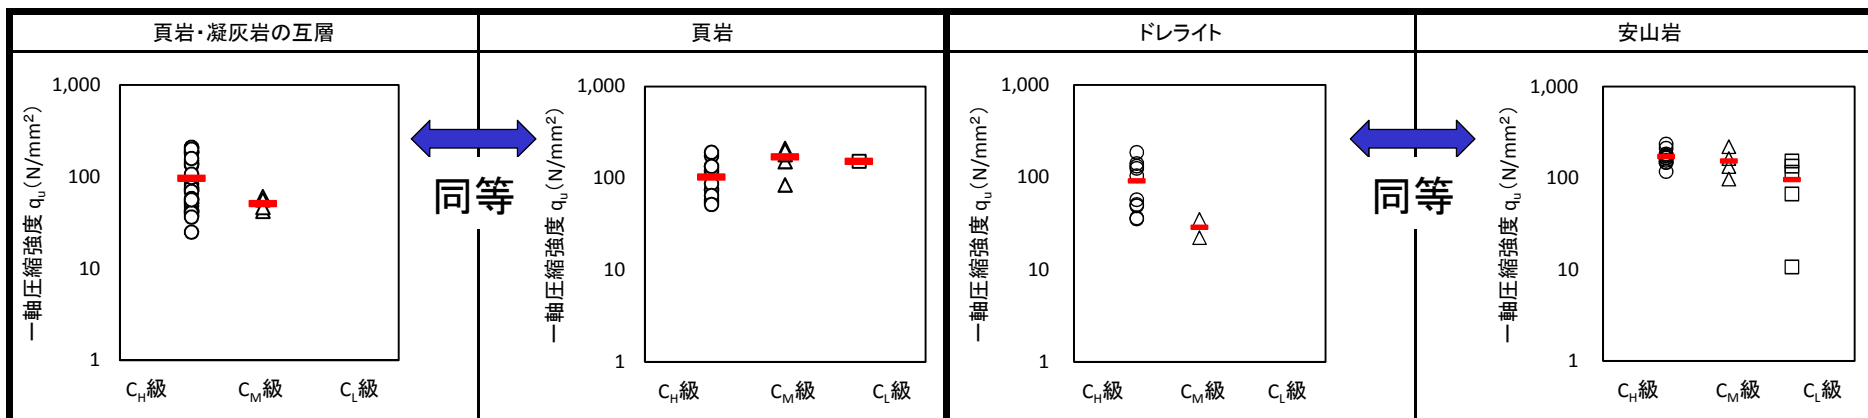 頁岩・凝灰岩の互層
頁岩
ドレライト
安山岩
一軸圧縮強度 qu(N/mm²)
1,000
100
10
1
CH級
CM級
CL級
同等
一軸圧縮強度 qu(N/mm²)
1,000
100
10
1
CH級
CM級
CL級
一軸圧縮強度 qu(N/mm²)
1,000
100
10
1
CH級
CM級
CL級
同等
一軸圧縮強度 qu(N/mm²)
1,000
100
10
1
CH級
CM級
CL級